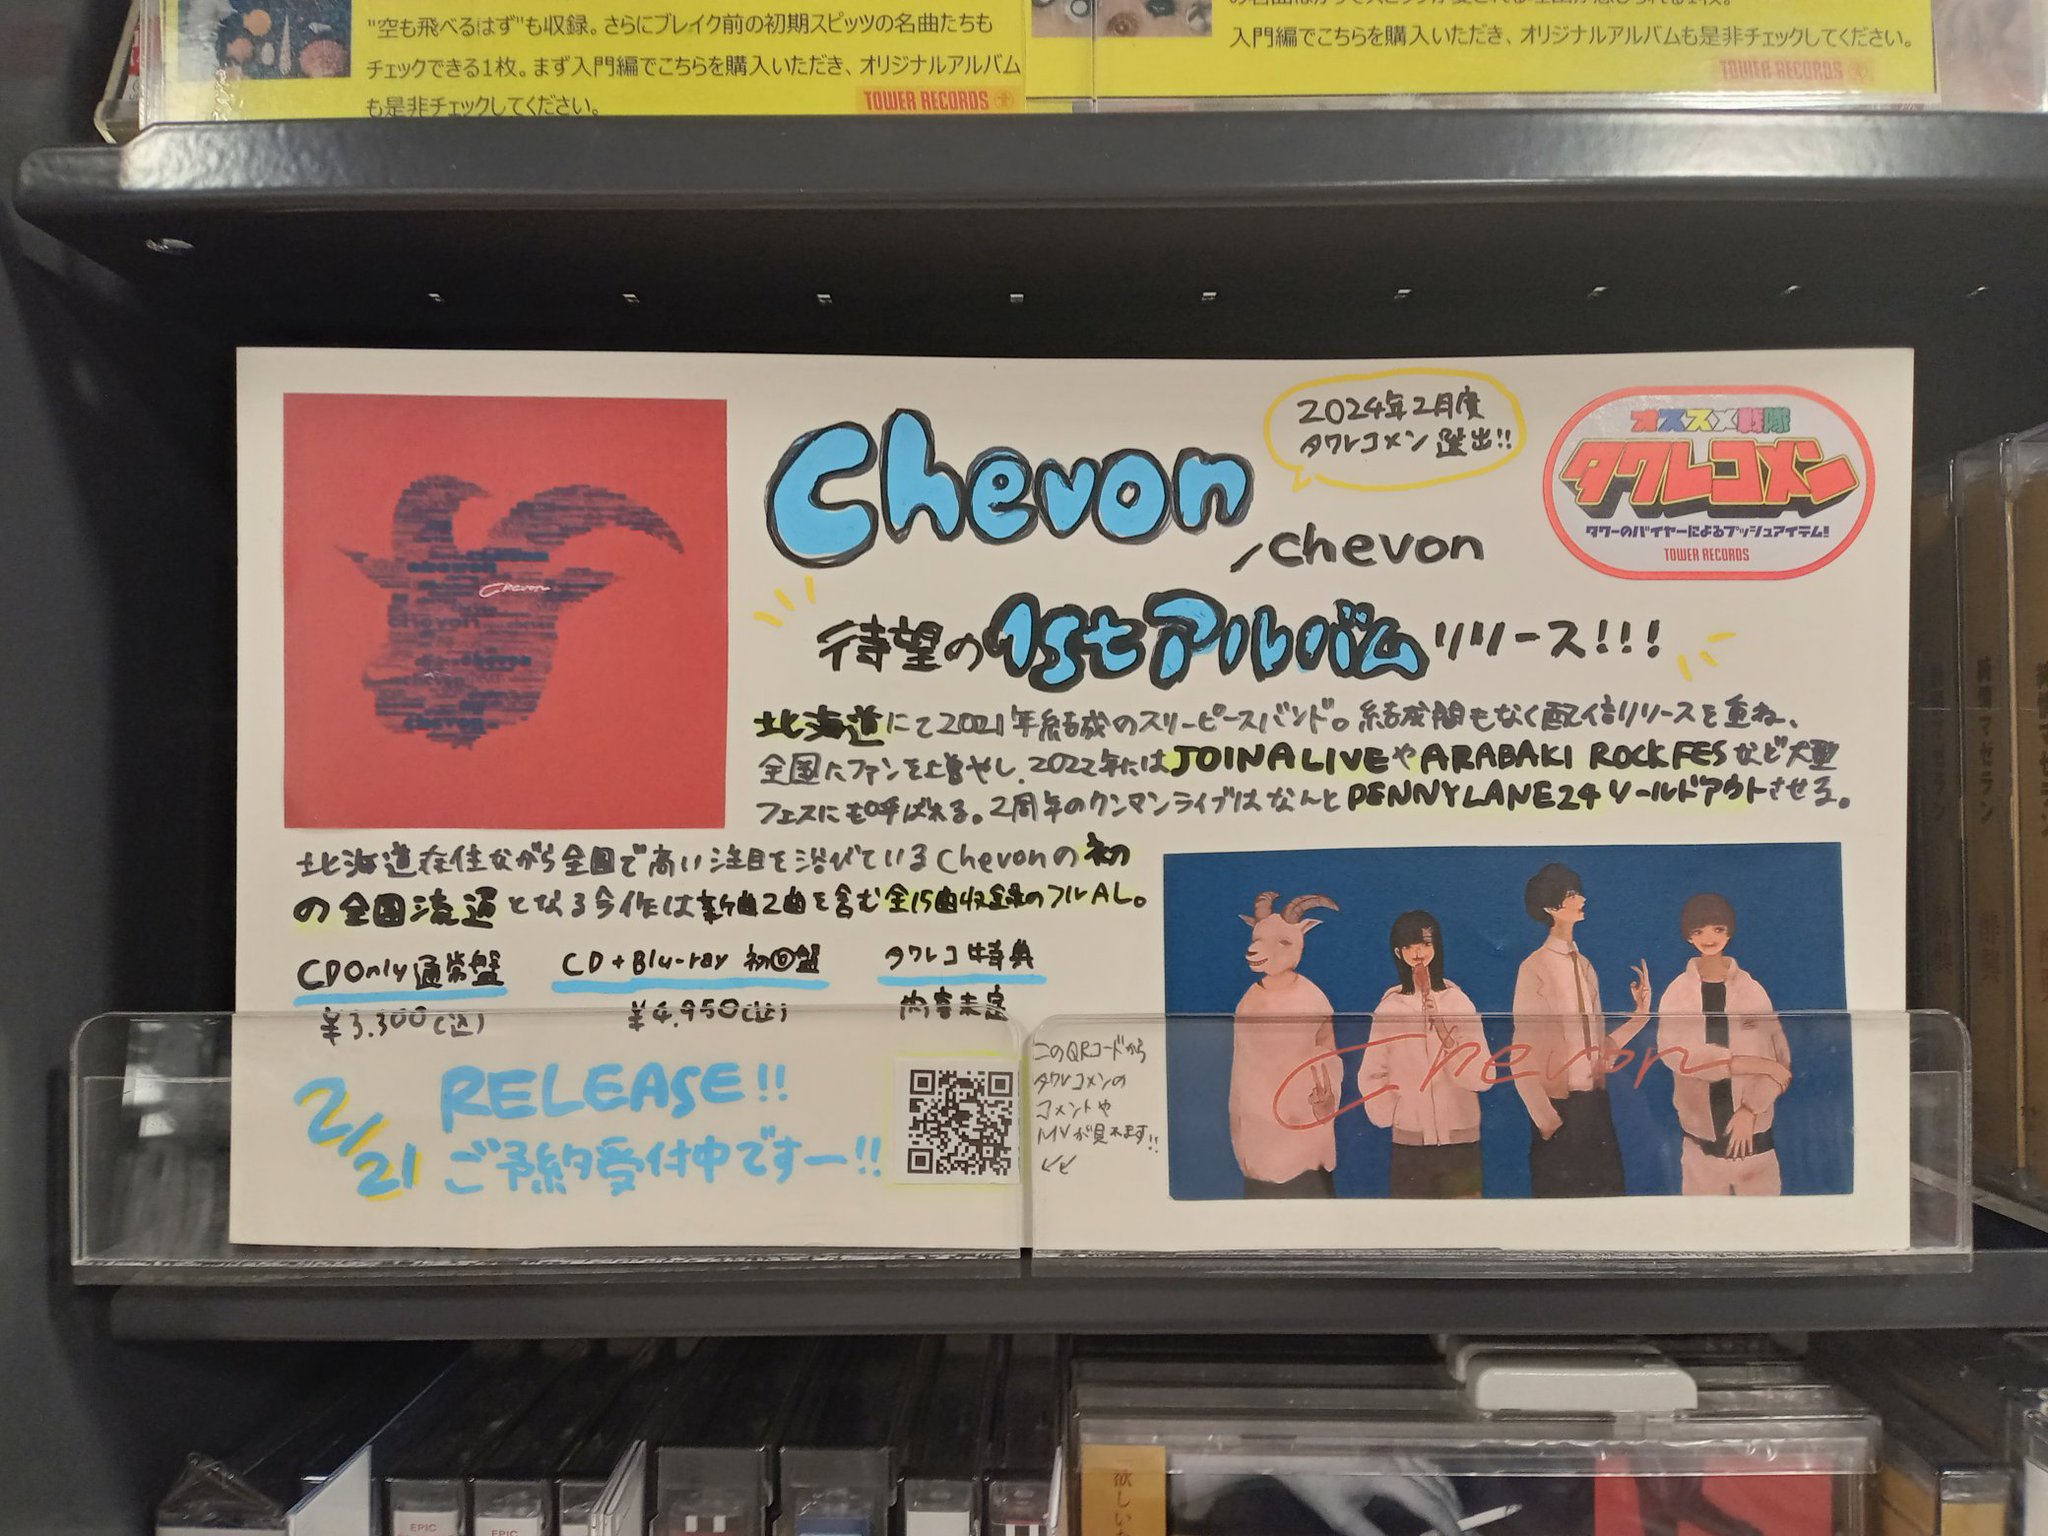 "空も飛べるはず"も収録。さらにブレイク前の初期スピッツの名曲たちも
チェックできる1枚。まず入門編でこちらを購入いただき、オリジナルアルバム
も是非チェックしてください。
TOWER RECORDS
入門編でこちらを購入いただき、オリジナルアルバムも是非チェックしてください。
TOWER RECORDS
chevon
Chevon
chevon
chevon
chevon
Chevon
/chevon
2024年2月度
タワレコメン選出!!
オススメ戦隊
タワレコメン
タワーのバイヤーによるプッシュアイテム!
TOWER RECORDS
待望の1stアルバムリリース!!!
北海道にて2021年結成のスリーピースバンド。結成間もなく配信リリースを重ね、
全国にファンを増やし、2022年にはJOIN ALIVEやARABAKI ROCK FESなど大型
フェスにも呼ばれる。2周年のワンマンライブはなんとPENNY LANE24ソールドアウトさせる。
北海道在住ながら全国で高い注目を浴びているChevonの初
の全国流通となる今作は新曲2曲を含む全15曲収録のフルAL。
CD Only 通常盤
¥3.300(込)
CD+Blu-ray 初回盤
¥4.950(込)
タワレコ特典
内容未定
2/21 RELEASE!!
ご予約受付中ですー!!
このQRコードから
タワレコメンの
コメントや
MVが見れます!!
Chevon
EPIC
EPIC